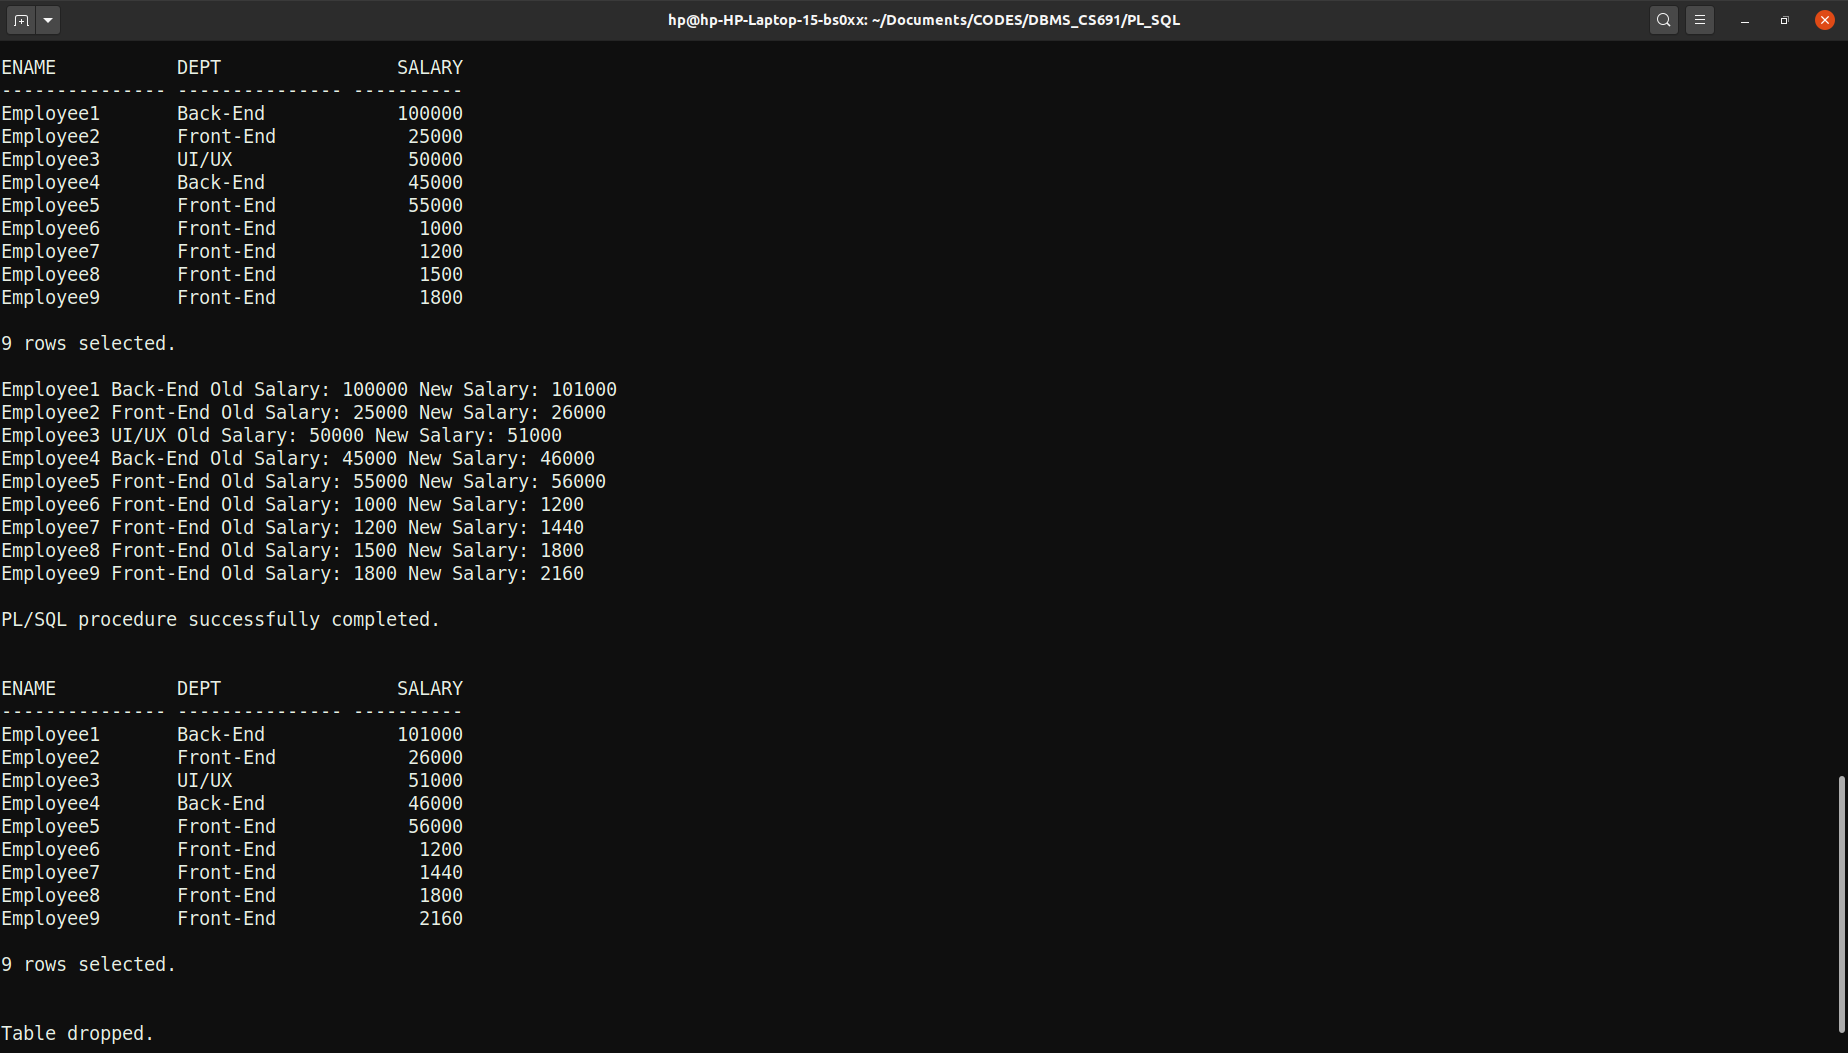 hp@hp-HP-Laptop-15-bs0xx: ~/Documents/CODES/DBMS_CS691/PL_SQL
ENAME           DEPT                SALARY
--------------- --------------- ----------
Employee1       Back-End            100000
Employee2       Front-End            25000
Employee3       UI/UX                50000
Employee4       Back-End             45000
Employee5       Front-End            55000
Employee6       Front-End             1000
Employee7       Front-End             1200
Employee8       Front-End             1500
Employee9       Front-End             1800
9 rows selected.
Employee1 Back-End Old Salary: 100000 New Salary: 101000
Employee2 Front-End Old Salary: 25000 New Salary: 26000
Employee3 UI/UX Old Salary: 50000 New Salary: 51000
Employee4 Back-End Old Salary: 45000 New Salary: 46000
Employee5 Front-End Old Salary: 55000 New Salary: 56000
Employee6 Front-End Old Salary: 1000 New Salary: 1200
Employee7 Front-End Old Salary: 1200 New Salary: 1440
Employee8 Front-End Old Salary: 1500 New Salary: 1800
Employee9 Front-End Old Salary: 1800 New Salary: 2160
PL/SQL procedure successfully completed.
ENAME           DEPT                SALARY
--------------- --------------- ----------
Employee1       Back-End            101000
Employee2       Front-End            26000
Employee3       UI/UX                51000
Employee4       Back-End             46000
Employee5       Front-End            56000
Employee6       Front-End             1200
Employee7       Front-End             1440
Employee8       Front-End             1800
Employee9       Front-End             2160
9 rows selected.
Table dropped.